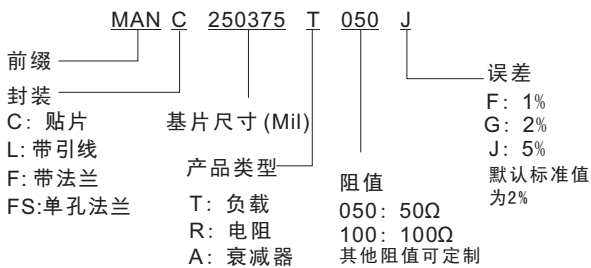 MAN C 250375 T 050 J
前缀
封装
C: 贴片
L: 带引线
F: 带法兰
FS:单孔法兰
基片尺寸(Mil)
产品类型
T: 负载
R: 电阻
A: 衰减器
阻值
050: 50Ω
100: 100Ω
其他阻值可定制
误差
F: 1%
G: 2%
J: 5%
默认标准值
为2%